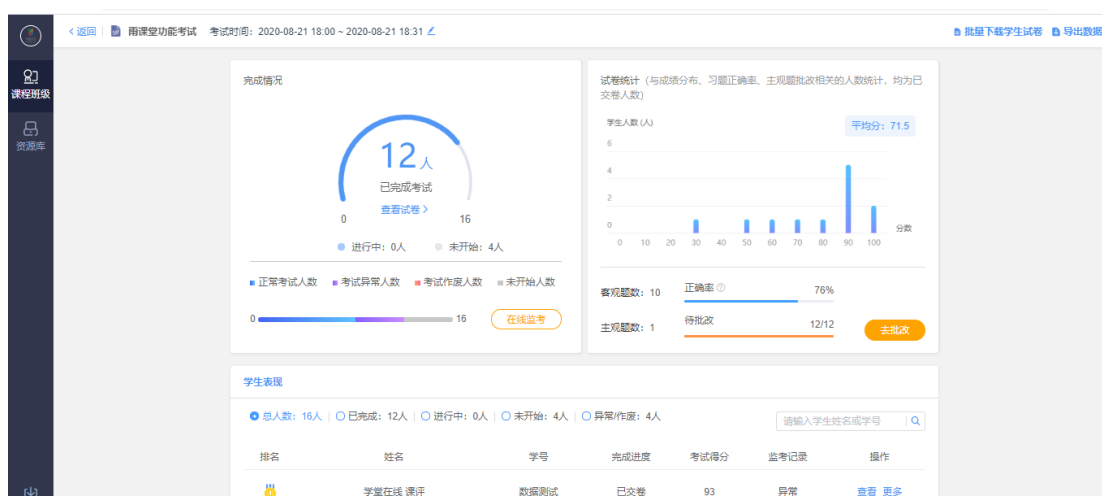 < 返回
雨课堂功能考试
考试时间：2020-08-21 18:00 ~ 2020-08-21 18:31
批量下载学生试卷
导出数据
课程班级
资源库
完成情况
12人
已完成考试
查看试卷 >
0
16
进行中：0人
未开始：4人
正常考试人数
考试异常人数
考试作废人数
未开始人数
0
16
在线监考
试卷统计（与成绩分布、习题正确率、主观题批改相关的人数统计，均为已
交卷人数）
学生人数 (人)
平均分：71.5
6
4
2
0
分数
0 10 20 30 40 50 60 70 80 90 100
客观题数：10
正确率
76%
主观题数：1
待批改
12/12
去批改
学生表现
总人数：16人
已完成：12人
进行中：0人
未开始：4人
异常/作废：4人
请输入学生姓名或学号
排名 姓名 学号 完成进度 考试得分 监考记录 操作
学堂在线 课评 数据测试 已交卷 93 异常 查看 更多